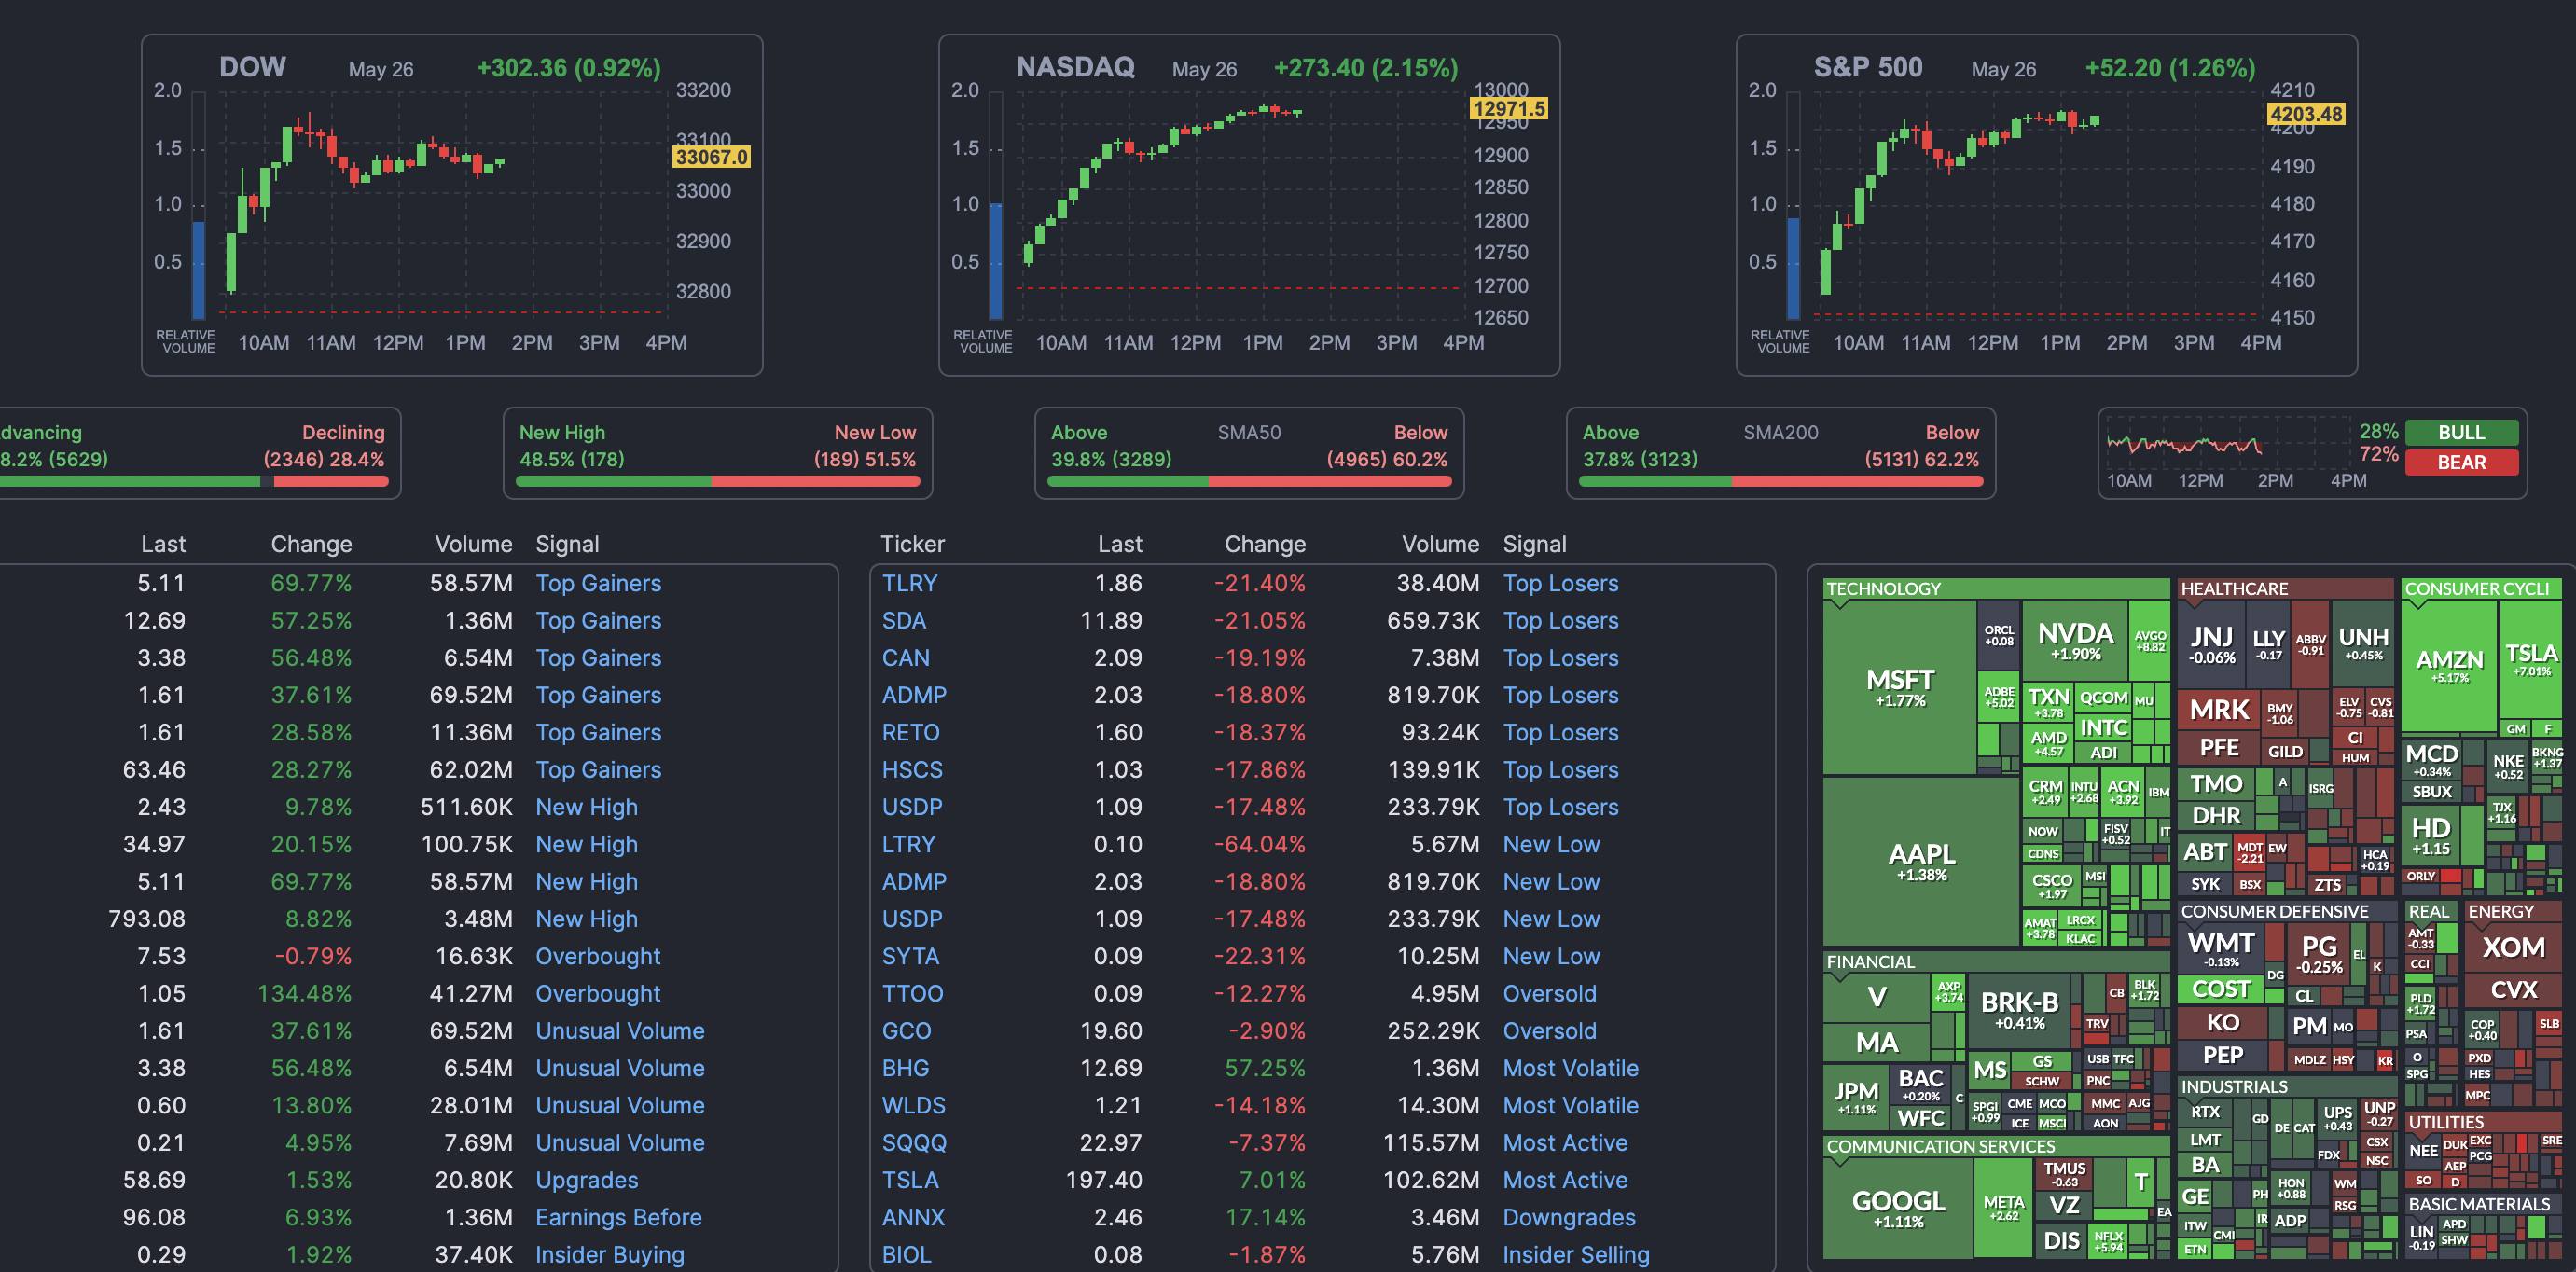 DOW May 26 +302.36 (0.92%)
2.0 33200
33100
1.5 33067.0
1.0 33000
32900
0.5
32800
RELATIVE VOLUME 10AM 11AM 12PM 1PM 2PM 3PM 4PM
NASDAQ May 26 +273.40 (2.15%)
2.0 13000
12971.5
12950
1.5 12900
12850
1.0 12800
0.5 12750
12700
12650
RELATIVE VOLUME 10AM 11AM 12PM 1PM 2PM 3PM 4PM
S&P 500 May 26 +52.20 (1.26%)
2.0 4210
4203.48
4200
1.5 4190
1.0 4180
4170
0.5 4160
4150
RELATIVE VOLUME 10AM 11AM 12PM 1PM 2PM 3PM 4PM
dvancing Declining
8.2% (5629) (2346) 28.4%
New High New Low
48.5% (178) (189) 51.5%
Above SMA50 Below
39.8% (3289) (4965) 60.2%
Above SMA200 Below
37.8% (3123) (5131) 62.2%
28% BULL
72% BEAR
10AM 12PM 2PM 4PM
Last Change Volume Signal
5.11 69.77% 58.57M Top Gainers
12.69 57.25% 1.36M Top Gainers
3.38 56.48% 6.54M Top Gainers
1.61 37.61% 69.52M Top Gainers
1.61 28.58% 11.36M Top Gainers
63.46 28.27% 62.02M Top Gainers
2.43 9.78% 511.60K New High
34.97 20.15% 100.75K New High
5.11 69.77% 58.57M New High
793.08 8.82% 3.48M New High
7.53 -0.79% 16.63K Overbought
1.05 134.48% 41.27M Overbought
1.61 37.61% 69.52M Unusual Volume
3.38 56.48% 6.54M Unusual Volume
0.60 13.80% 28.01M Unusual Volume
0.21 4.95% 7.69M Unusual Volume
58.69 1.53% 20.80K Upgrades
96.08 6.93% 1.36M Earnings Before
0.29 1.92% 37.40K Insider Buying
Ticker Last Change Volume Signal
TLRY 1.86 -21.40% 38.40M Top Losers
SDA 11.89 -21.05% 659.73K Top Losers
CAN 2.09 -19.19% 7.38M Top Losers
ADMP 2.03 -18.80% 819.70K Top Losers
RETO 1.60 -18.37% 93.24K Top Losers
HSCS 1.03 -17.86% 139.91K Top Losers
USDP 1.09 -17.48% 233.79K Top Losers
LTRY 0.10 -64.04% 5.67M New Low
ADMP 2.03 -18.80% 819.70K New Low
USDP 1.09 -17.48% 233.79K New Low
SYTA 0.09 -22.31% 10.25M New Low
TTOO 0.09 -12.27% 4.95M Oversold
GCO 19.60 -2.90% 252.29K Oversold
BHG 12.69 57.25% 1.36M Most Volatile
WLDS 1.21 -14.18% 14.30M Most Volatile
SQQQ 22.97 -7.37% 115.57M Most Active
TSLA 197.40 7.01% 102.62M Most Active
ANNX 2.46 17.14% 3.46M Downgrades
BIOL 0.08 -1.87% 5.76M Insider Selling
TECHNOLOGY
MSFT +1.77%
AAPL +1.38%
ORCL +0.08
ADBE +5.02
NVDA +1.90%
AVGO +8.82
TXN +3.78
QCOM
MU
AMD +4.57
INTC
ADI
CRM +2.49
INTU +2.68
ACN +3.92
IBM
NOW
FISV +0.52
IT
CDNS
CSCO +1.97
MSI
AMAT +3.78
LRCX
KLAC
FINANCIAL
V
AXP +3.74
MA
BRK-B +0.41%
CB
BLK +1.72
TRV
JPM +1.11%
BAC +0.20%
WFC
C
MS
GS
SCHW
USB
TFC
PNC
SPGI +0.99
CME
MCO
ICE
MSCI
MMC
AJG
AON
COMMUNICATION SERVICES
GOOGL +1.11%
META +2.62
TMUS -0.63
VZ
DIS
T
NFLX +5.94
EA
HEALTHCARE
JNJ -0.06%
LLY -0.17
ABBV -0.91
UNH +0.45%
MRK
BMY -1.06
ELV -0.75
CVS -0.81
PFE
GILD
CI
HUM
TMO
A
ISRG
DHR
ABT
MDT -2.21
EW
HCA +0.19
SYK
BSX
ZTS
CONSUMER CYCLI
AMZN +5.17%
TSLA +7.01%
GM
F
MCD +0.34%
NKE +0.52
BKNG +1.37
SBUX
TJX +1.16
HD +1.15
ORLY
CONSUMER DEFENSIVE
WMT -0.13%
PG -0.25%
EL
K
DG
COST
CL
KO
PM
MO
PEP
MDLZ
HSY
KR
REAL
AMT -0.33
CCI
PLD +1.72
PSA
O
SPG
ENERGY
XOM
CVX
COP +0.40
SLB
PXD
HES
MPC
INDUSTRIALS
RTX
GD
DE
CAT
UPS +0.43
UNP -0.27
LMT
CSX
BA
FDX
NSC
GE
PH
HON +0.88
WM
RSG
ITW
CMI
IR
ADP
ETN
UTILITIES
NEE
DUK
EXC
SRE
PCG
AEP
SO
D
BASIC MATERIALS
LIN -0.19
APD
SHW